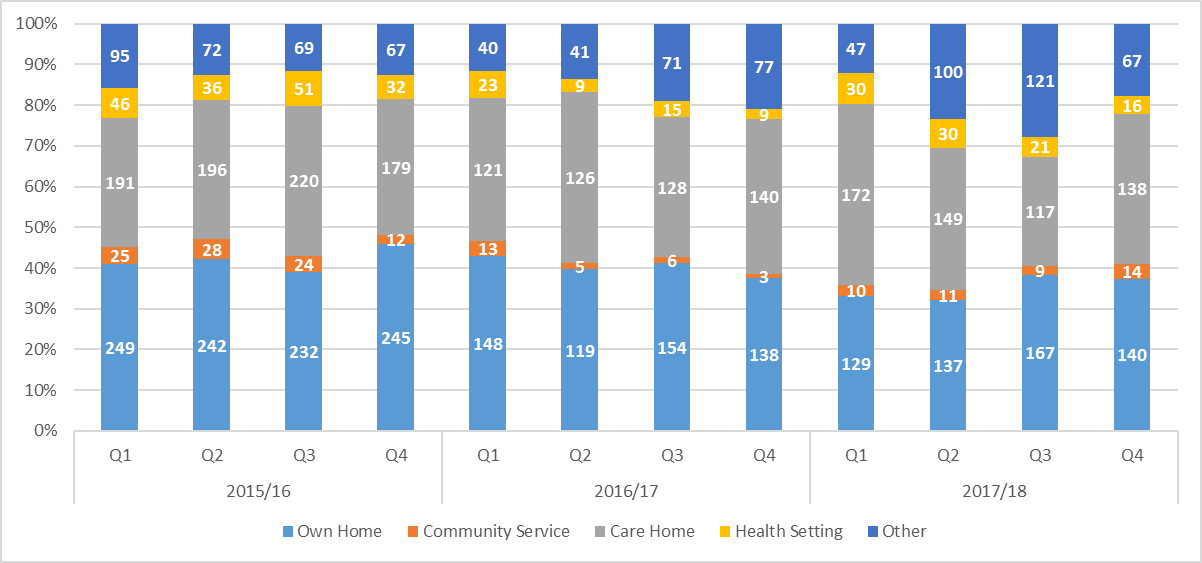 100%
90%
80%
70%
60%
50%
40%
30%
20%
10%
0%
95 72 69 67 40 41 71 77 47 100 121 67
46 36 51 32 23 9 15 9 30 30 21 16
191 196 220 179 121 126 128 140 172 149 117 138
25 28 24 12 13 5 6 3 10 11 9 14
249 242 232 245 148 119 154 138 129 137 167 140
Q1 Q2 Q3 Q4 Q1 Q2 Q3 Q4 Q1 Q2 Q3 Q4
2015/16 2016/17 2017/18
Own Home Community Service Care Home Health Setting Other